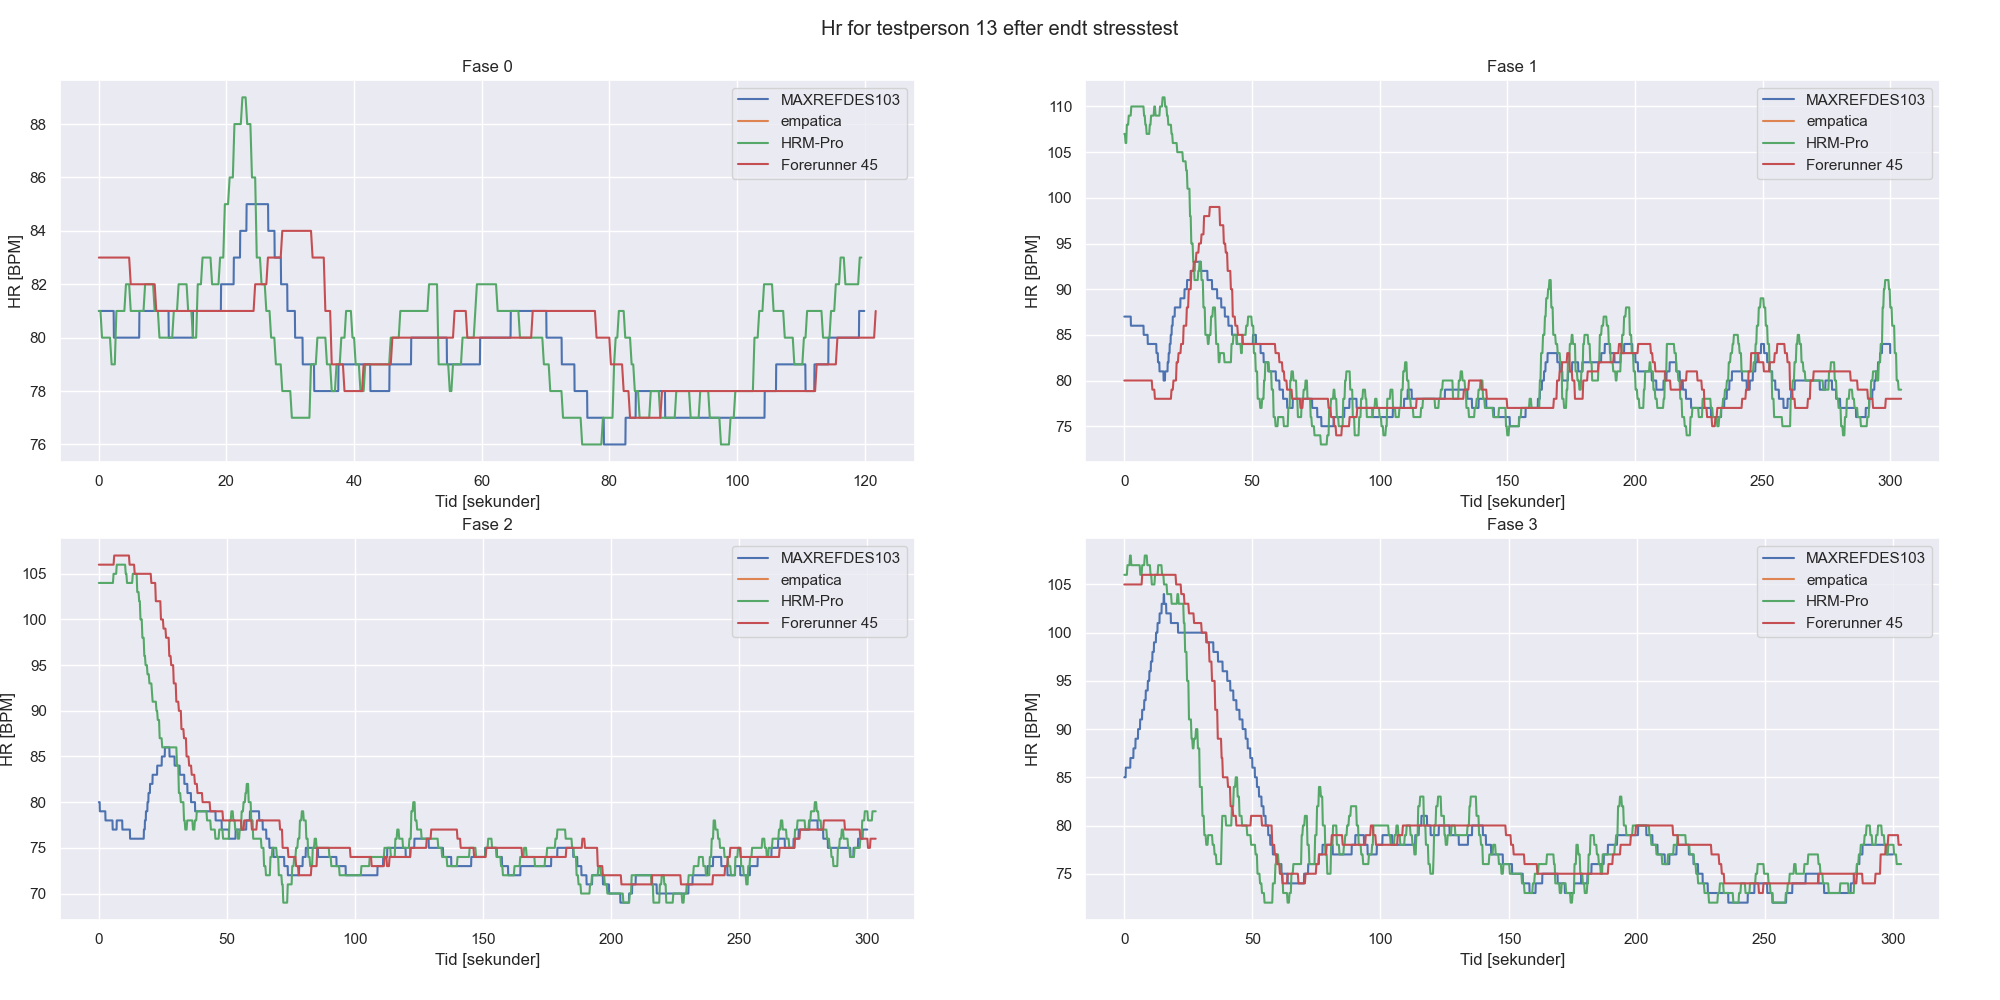 Hr for testperson 13 efter endt stresstest
Fase 0
HR [BPM]
88
86
84
82
80
78
76
MAXREFDES103
empatica
HRM-Pro
Forerunner 45
0 20 40 60 80 100 120
Tid [sekunder]
Fase 1
HR [BPM]
110
105
100
95
90
85
80
75
MAXREFDES103
empatica
HRM-Pro
Forerunner 45
0 50 100 150 200 250 300
Tid [sekunder]
Fase 2
HR [BPM]
105
100
95
90
85
80
75
70
MAXREFDES103
empatica
HRM-Pro
Forerunner 45
0 50 100 150 200 250 300
Tid [sekunder]
Fase 3
HR [BPM]
105
100
95
90
85
80
75
MAXREFDES103
empatica
HRM-Pro
Forerunner 45
0 50 100 150 200 250 300
Tid [sekunder]